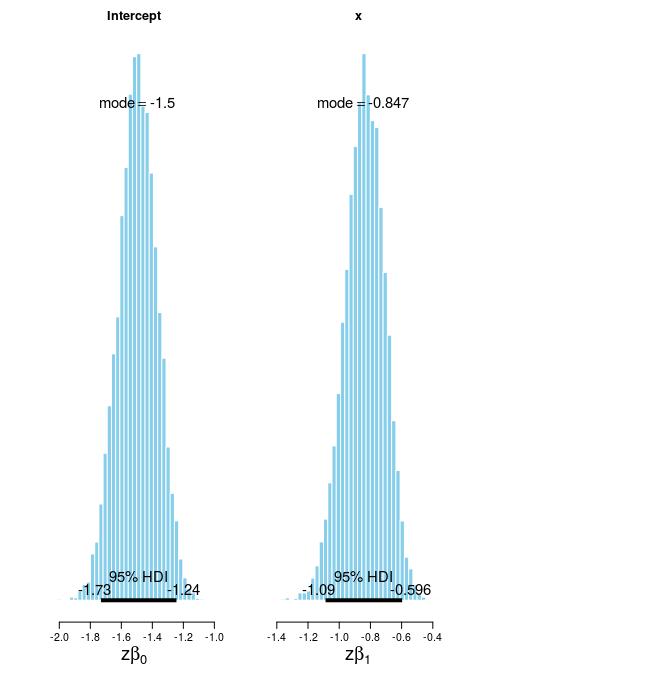 Intercept
mode = -1.5
95% HDI
-1.73 -1.24
-2.0 -1.8 -1.6 -1.4 -1.2 -1.0
zβ0
x
mode = -0.847
95% HDI
-1.09 -0.596
-1.4 -1.2 -1.0 -0.8 -0.6 -0.4
zβ1